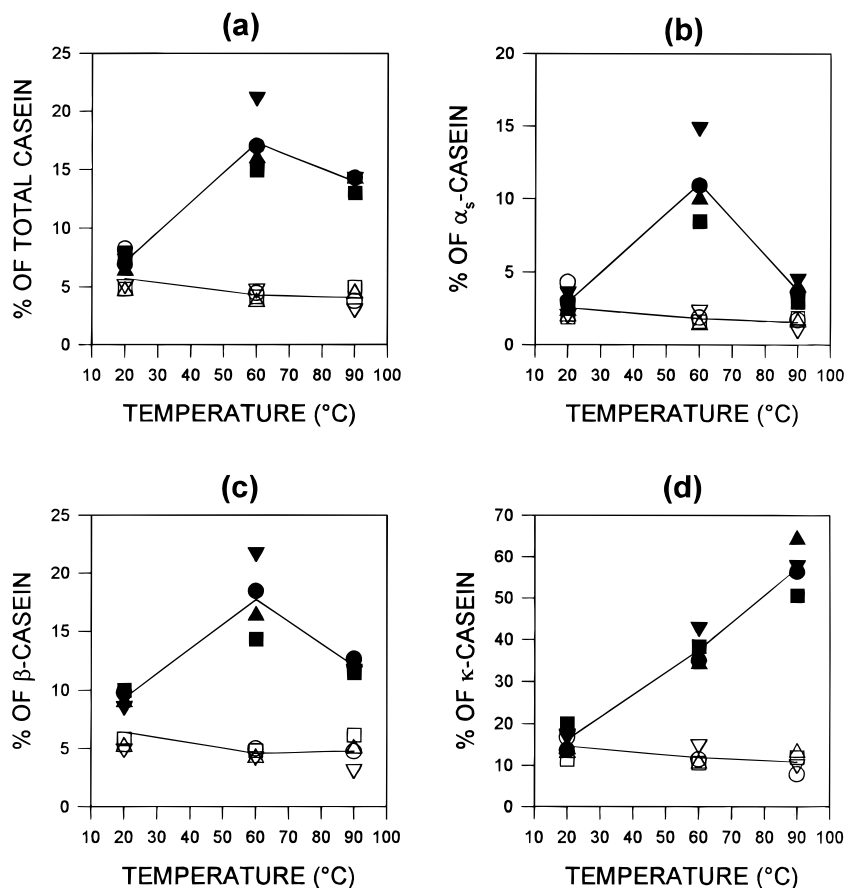 (a)
% OF TOTAL CASEIN
25
20
15
10
5
0
10 20 30 40 50 60 70 80 90 100
TEMPERATURE (°C)
(b)
% OF αs-CASEIN
20
15
10
5
0
10 20 30 40 50 60 70 80 90 100
TEMPERATURE (°C)
(c)
% OF β-CASEIN
25
20
15
10
5
0
10 20 30 40 50 60 70 80 90 100
TEMPERATURE (°C)
(d)
% OF κ-CASEIN
70
60
50
40
30
20
10
0
10 20 30 40 50 60 70 80 90 100
TEMPERATURE (°C)